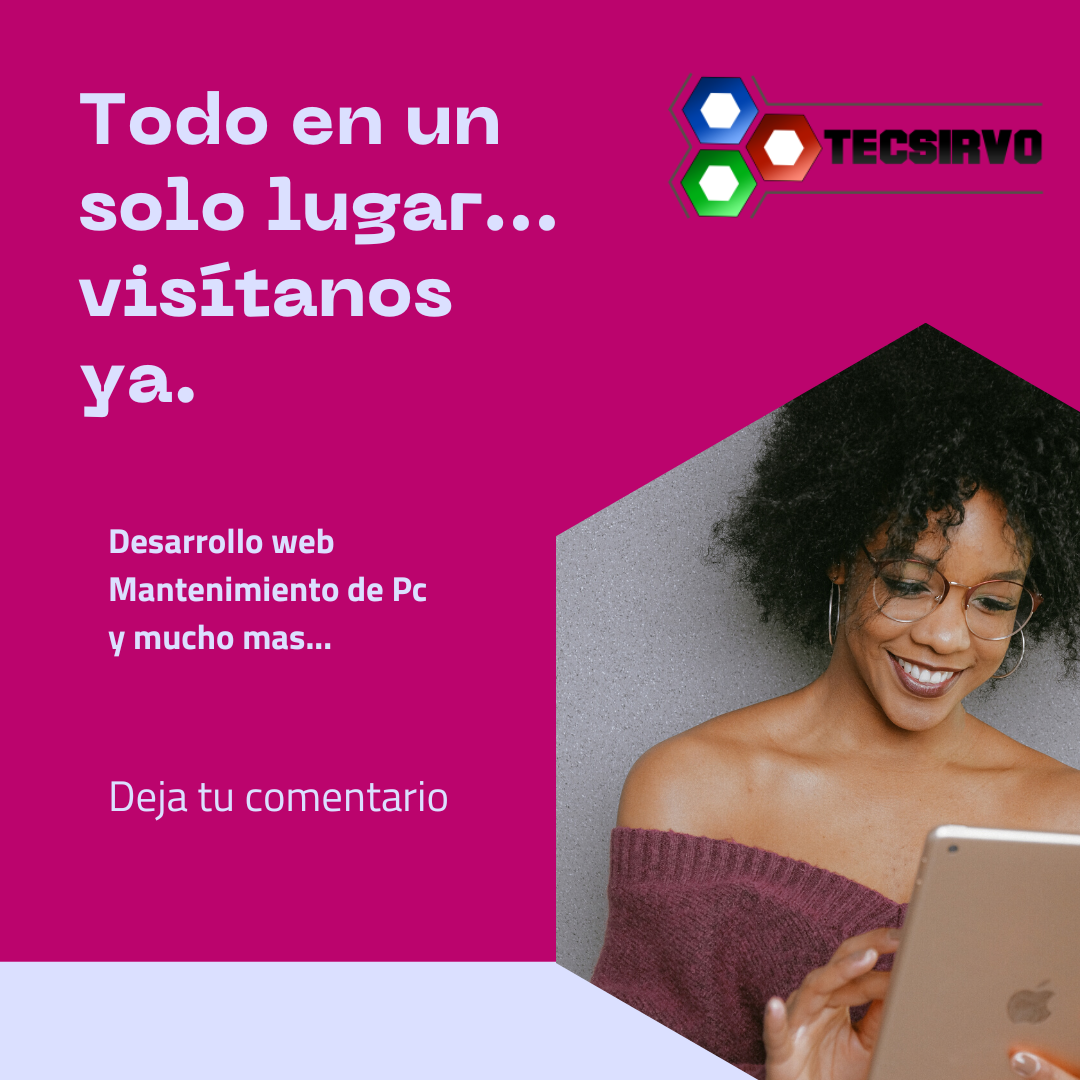 Todo en un
solo lugar...
visítanos
ya.
TECSIRVO
Desarrollo web
Mantenimiento de Pc
y mucho mas...
Deja tu comentario